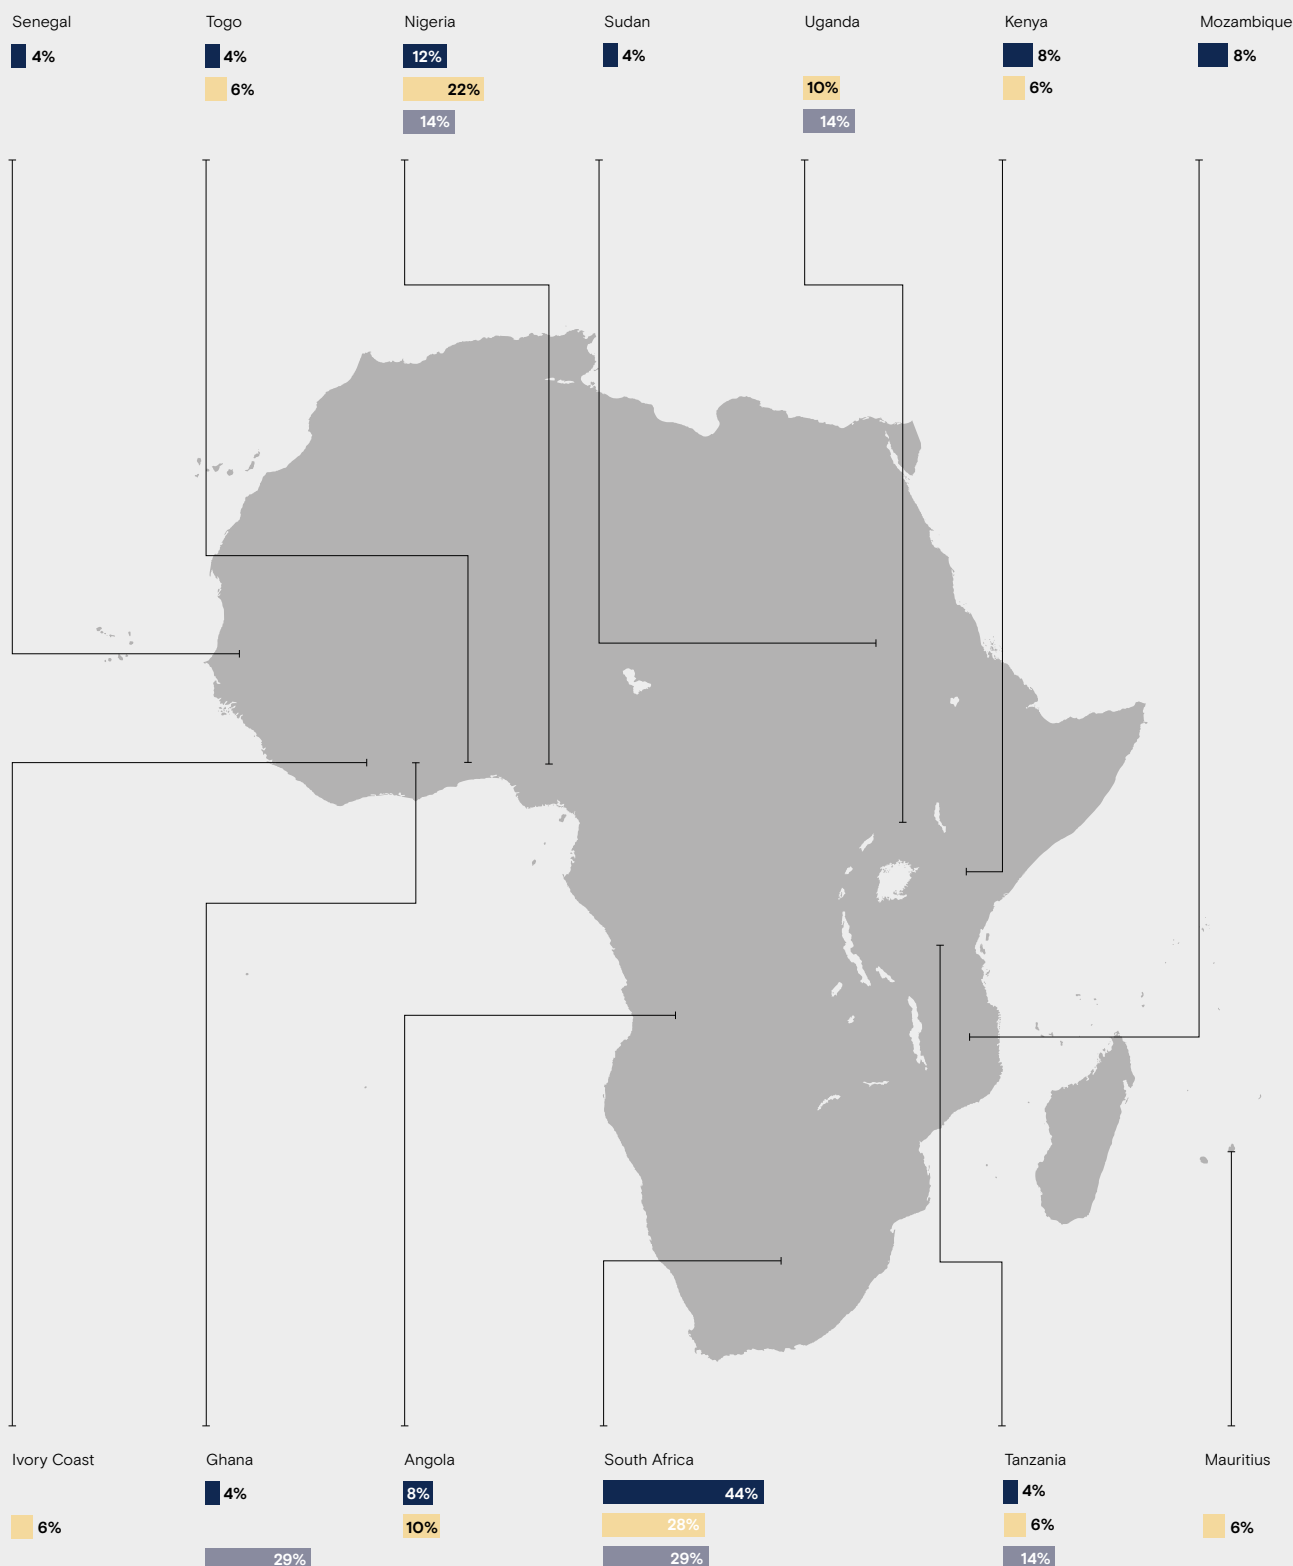 Senegal Togo Nigeria Sudan Uganda Kenya Mozambique
4% 4% 12% 4% 8% 8%
6% 22% 10% 6%
14% 14%
Ivory Coast Ghana Angola South Africa Tanzania Mauritius
4% 8% 44% 4%
6% 10% 28% 6% 6%
29% 29% 14%